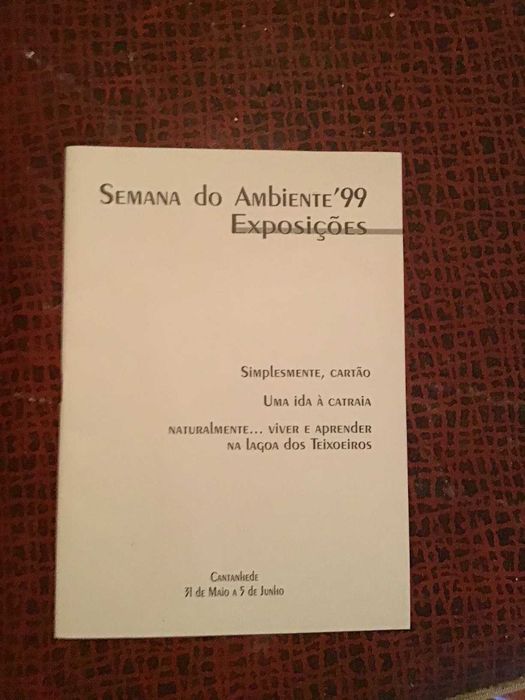 Semana do Ambiente'99
Exposições
Simplesmente, cartão
Uma ida à catraia
naturalmente... viver e aprender
na lagoa dos Teixoeiros
Cantanhede
31 de Maio a 5 de Junho